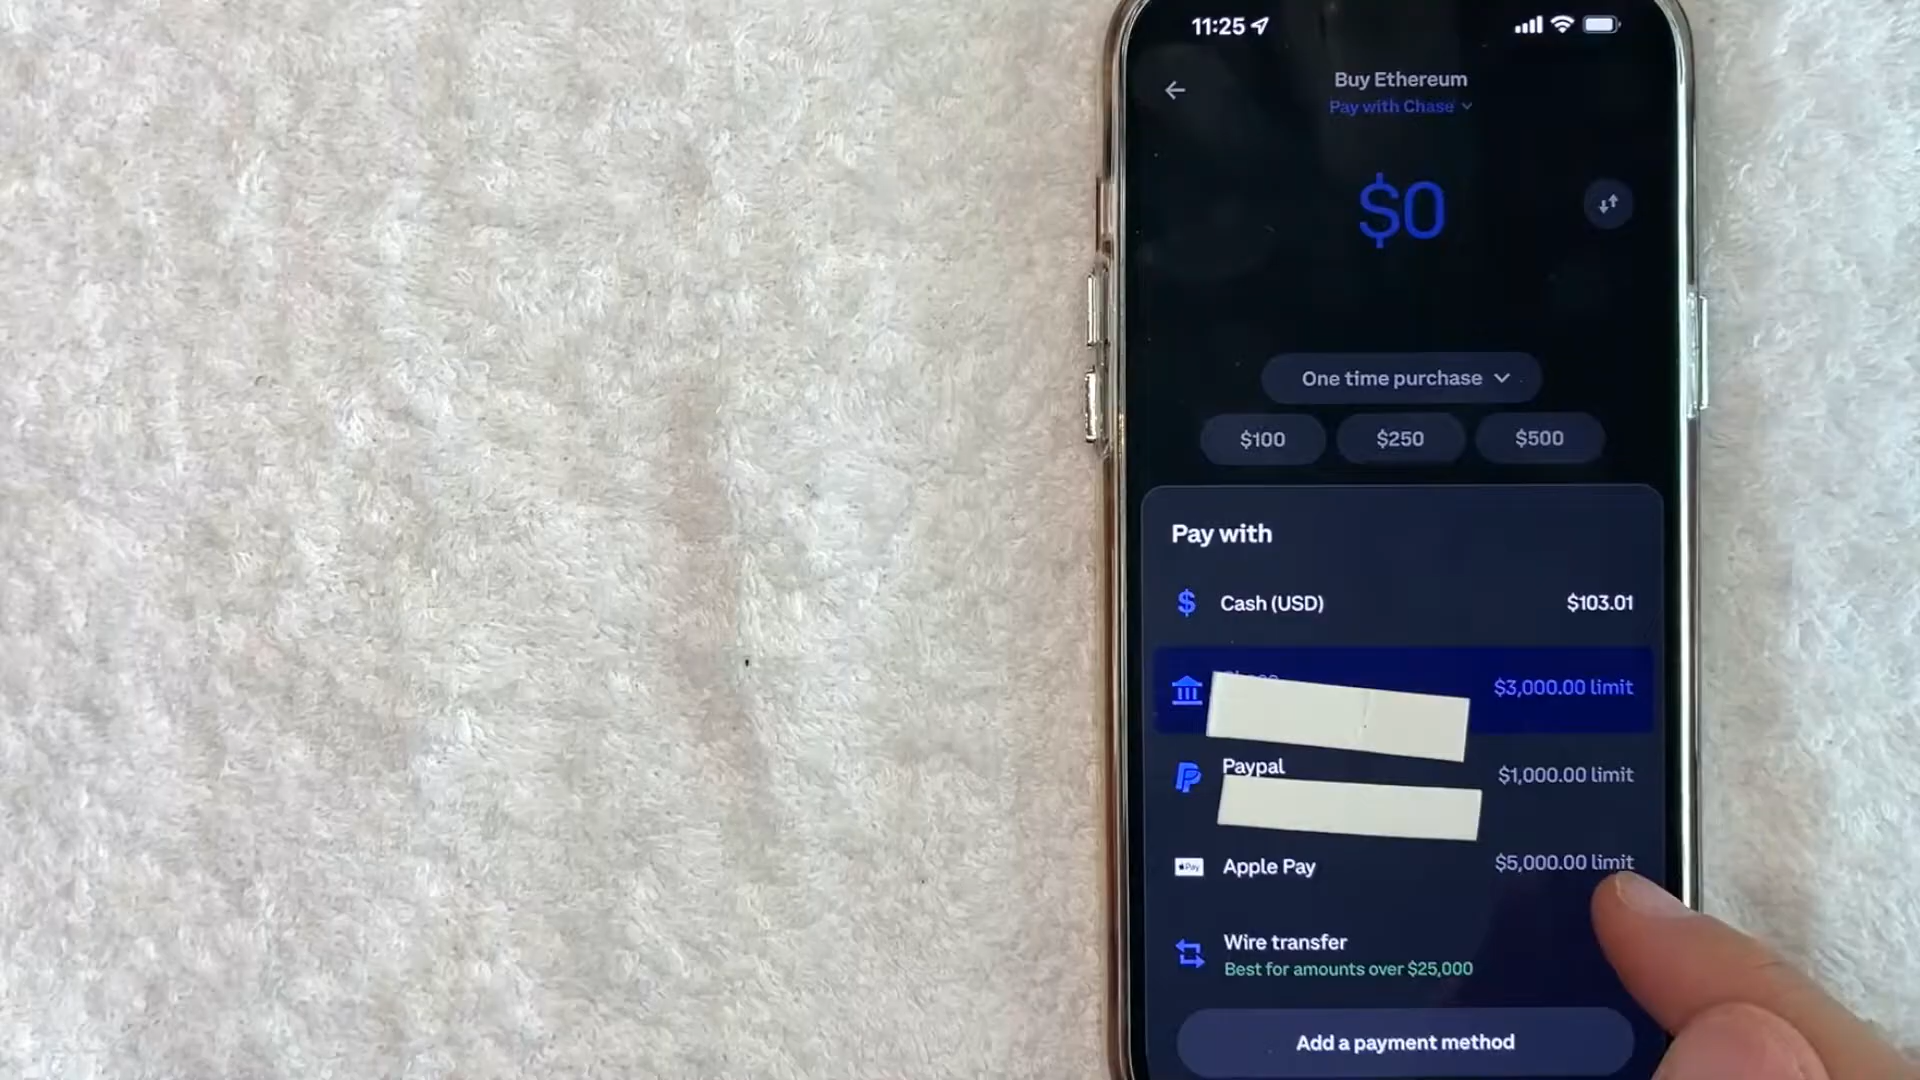 11:25
Buy Ethereum
Pay with Chase
$0
One time purchase
$100 $250 $500
Pay with
Cash (USD) $103.01
$3,000.00 limit
Paypal
$1,000.00 limit
Pay Apple Pay $5,000.00 limit
Wire transfer
Best for amounts over $25,000
Add a payment method